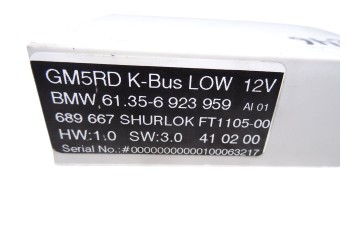 GM5RD K-Bus LOW 12V
BMW 61.35-6 923 959 AI 01
689 667 SHURLOK FT1105-00
HW:1.0 SW:3.0 41 02 00
Serial No.:#00000000000100063217